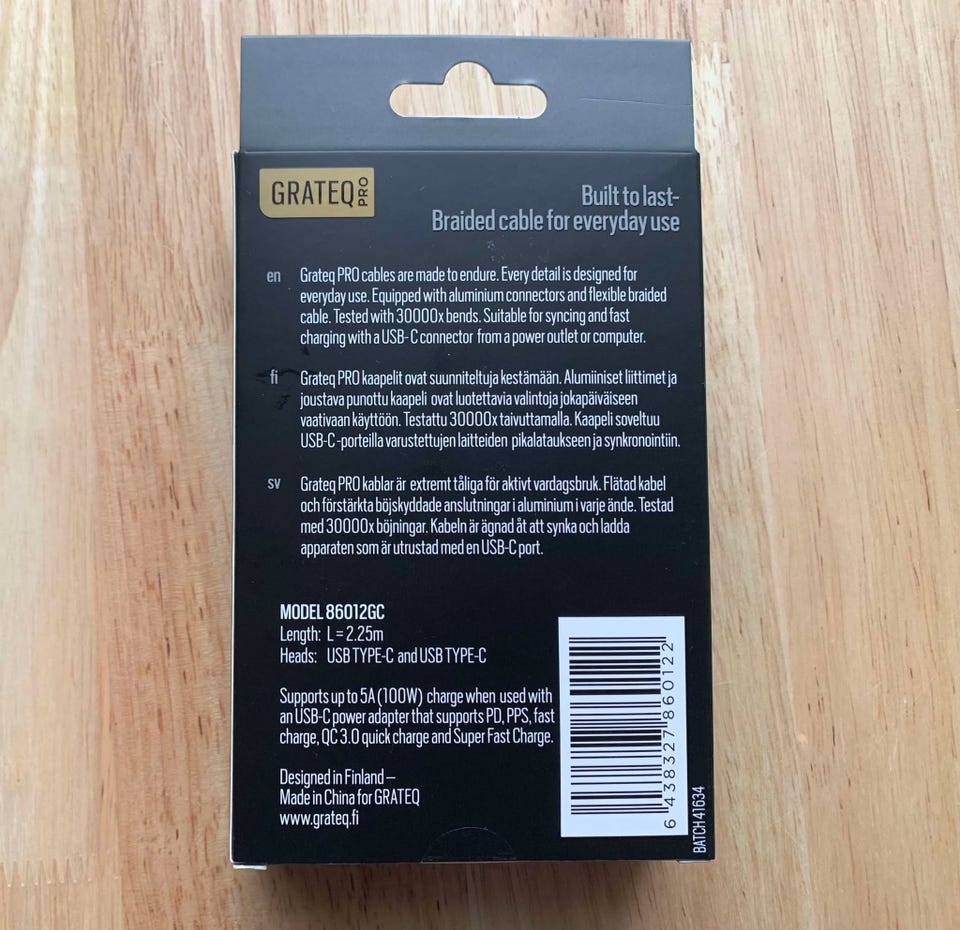 GRATEQ PRO
Built to last-
Braided cable for everyday use
en
Grateq PRO cables are made to endure. Every detail is designed for
everyday use. Equipped with aluminium connectors and flexible braided
cable. Tested with 30000x bends. Suitable for syncing and fast
charging with a USB-C connector from a power outlet or computer.
fi
Grateq PRO kaapelit ovat suunniteltuja kestämään. Alumiiniset liittimet ja
joustava punottu kaapeli ovat luotettavia valintoja jokapäiväiseen
vaativaan käyttöön. Testattu 30000x taivuttamalla. Kaapeli soveltuu
USB-C -porteilla varustettujen laitteiden pikalataukseen ja synkronointiin.
sv
Grateq PRO kablar är extremt tåliga för aktivt vardagsbruk. Flätad kabel
och förstärkta böjskyddade anslutningar i aluminium i varje ände. Testad
med 30000x böjningar. Kabeln är ägnad åt att synka och ladda
apparaten som är utrustad med en USB-C port.
MODEL 86012GC
Length: L = 2.25m
Heads: USB TYPE-C and USB TYPE-C
Supports up to 5A (100W) charge when used with
an USB-C power adapter that supports PD, PPS, fast
charge, QC 3.0 quick charge and Super Fast Charge.
Designed in Finland –
Made in China for GRATEQ
www.grateq.fi
6 438327 860122
BATCH 41634